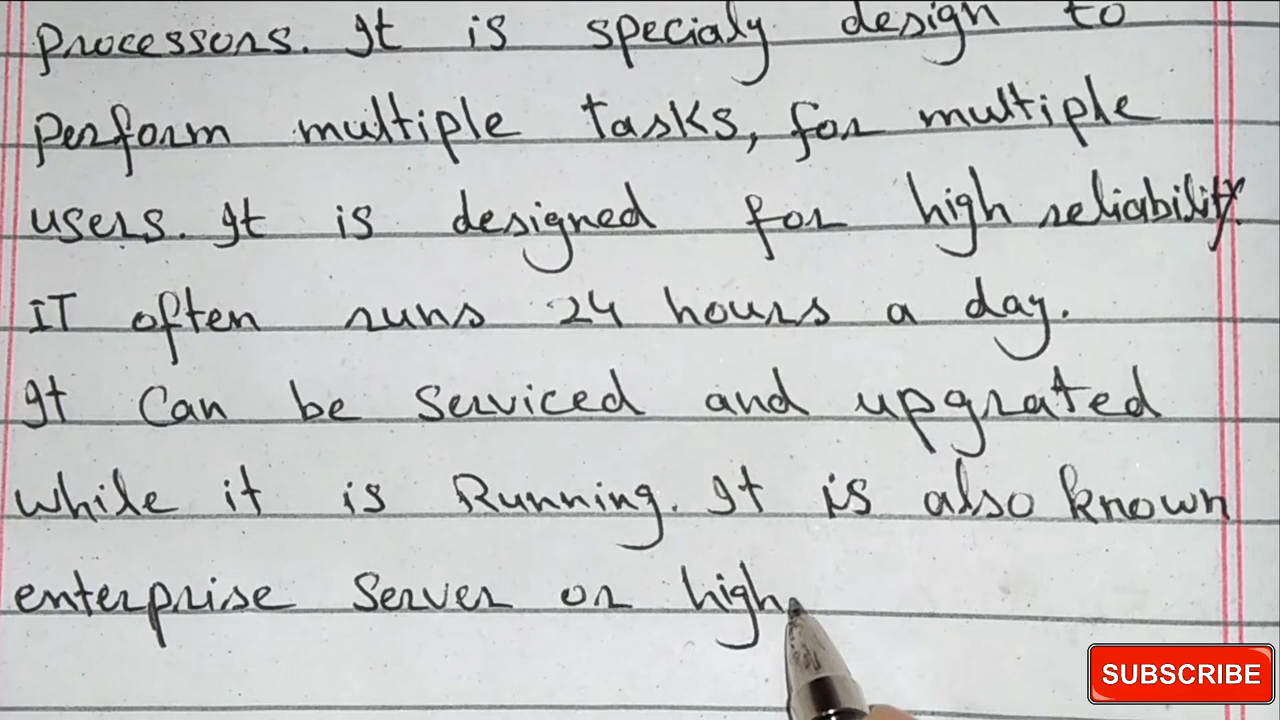 processors. It is specialy design to
perform multiple tasks, for multiple
users. It is designed for high reliability.
IT often runs 24 hours a day.
It Can be serviced and upgrated
while it is Running. It is also known
enterprise Server or high
SUBSCRIBE